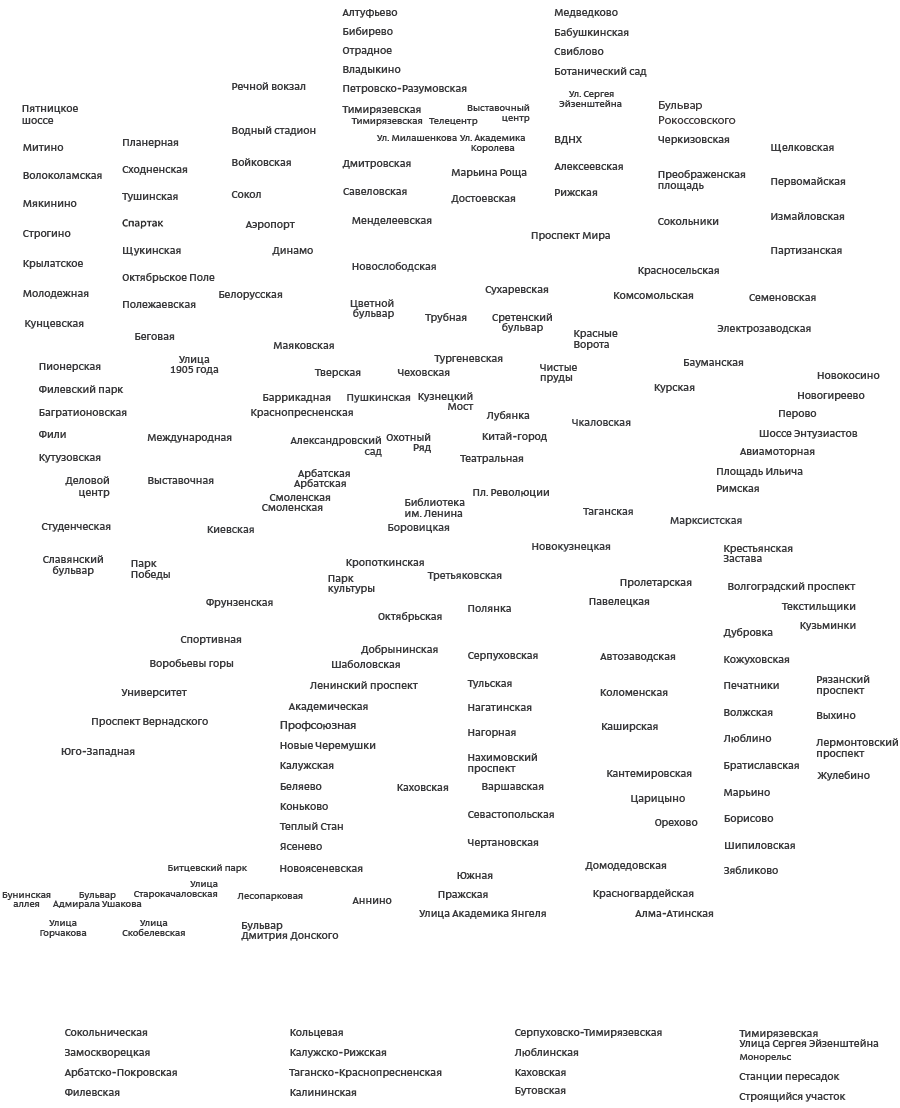 Алтуфьево
Медведково
Бибирево
Бабушкинская
Отрадное
Свиблово
Владыкино
Ботанический сад
Речной вокзал
Петровско-Разумовская
Ул. Сергея
Эйзенштейна
Пятницкое
шоссе
Тимирязевская
Выставочный
центр
Бульвар
Рокоссовского
Тимирязевская
Телецентр
Водный стадион
Ул. Милашенкова
Ул. Академика
Королева
ВДНХ
Черкизовская
Митино
Планерная
Щелковская
Войковская
Дмитровская
Марьина Роща
Алексеевская
Преображенская
площадь
Волоколамская
Сходненская
Первомайская
Мякинино
Тушинская
Сокол
Савеловская
Достоевская
Рижская
Измайловская
Строгино
Спартак
Аэропорт
Менделеевская
Проспект Мира
Сокольники
Крылатское
Щукинская
Динамо
Партизанская
Новослободская
Красносельская
Молодежная
Октябрьское Поле
Белорусская
Сухаревская
Комсомольская
Семеновская
Полежаевская
Цветной
бульвар
Трубная
Сретенский
бульвар
Кунцевская
Беговая
Красные
Ворота
Электрозаводская
Маяковская
Пионерская
Улица
1905 года
Тверская
Чеховская
Тургеневская
Чистые
пруды
Бауманская
Новокосино
Филевский парк
Баррикадная
Пушкинская
Кузнецкий
Мост
Курская
Новогиреево
Багратионовская
Краснопресненская
Лубянка
Чкаловская
Перово
Фили
Международная
Александровский
сад
Охотный
Ряд
Китай-город
Шоссе Энтузиастов
Кутузовская
Театральная
Авиамоторная
Деловой
центр
Выставочная
Арбатская
Арбатская
Площадь Ильича
Смоленская
Смоленская
Библиотека
им. Ленина
Пл. Революции
Римская
Студенческая
Киевская
Боровицкая
Таганская
Марксистская
Славянский
бульвар
Парк
Победы
Кропоткинская
Новокузнецкая
Крестьянская
Застава
Парк
культуры
Третьяковская
Пролетарская
Волгоградский проспект
Фрунзенская
Октябрьская
Полянка
Павелецкая
Текстильщики
Спортивная
Добрынинская
Дубровка
Кузьминки
Воробьевы горы
Шаболовская
Серпуховская
Автозаводская
Кожуховская
Университет
Ленинский проспект
Тульская
Коломенская
Печатники
Рязанский
проспект
Академическая
Нагатинская
Волжская
Выхино
Проспект Вернадского
Профсоюзная
Нагорная
Каширская
Юго-Западная
Новые Черемушки
Люблино
Лермонтовский
проспект
Калужская
Нахимовский
проспект
Кантемировская
Братиславская
Жулебино
Беляево
Каховская
Варшавская
Царицыно
Марьино
Коньково
Севастопольская
Орехово
Борисово
Теплый Стан
Чертановская
Шипиловская
Ясенево
Битцевский парк
Новоясеневская
Южная
Домодедовская
Зябликово
Бунинская
аллея
Бульвар
Адмирала Ушакова
Улица
Старокачаловская
Лесопарковая
Аннино
Пражская
Красногвардейская
Улица
Горчакова
Улица
Скобелевская
Бульвар
Дмитрия Донского
Улица Академика Янгеля
Алма-Атинская
Сокольническая
Кольцевая
Серпуховско-Тимирязевская
Тимирязевская
Улица Сергея Эйзенштейна
Монорельс
Замоскворецкая
Калужско-Рижская
Люблинская
Арбатско-Покровская
Таганско-Краснопресненская
Каховская
Станции пересадок
Филевская
Калининская
Бутовская
Строящийся участок